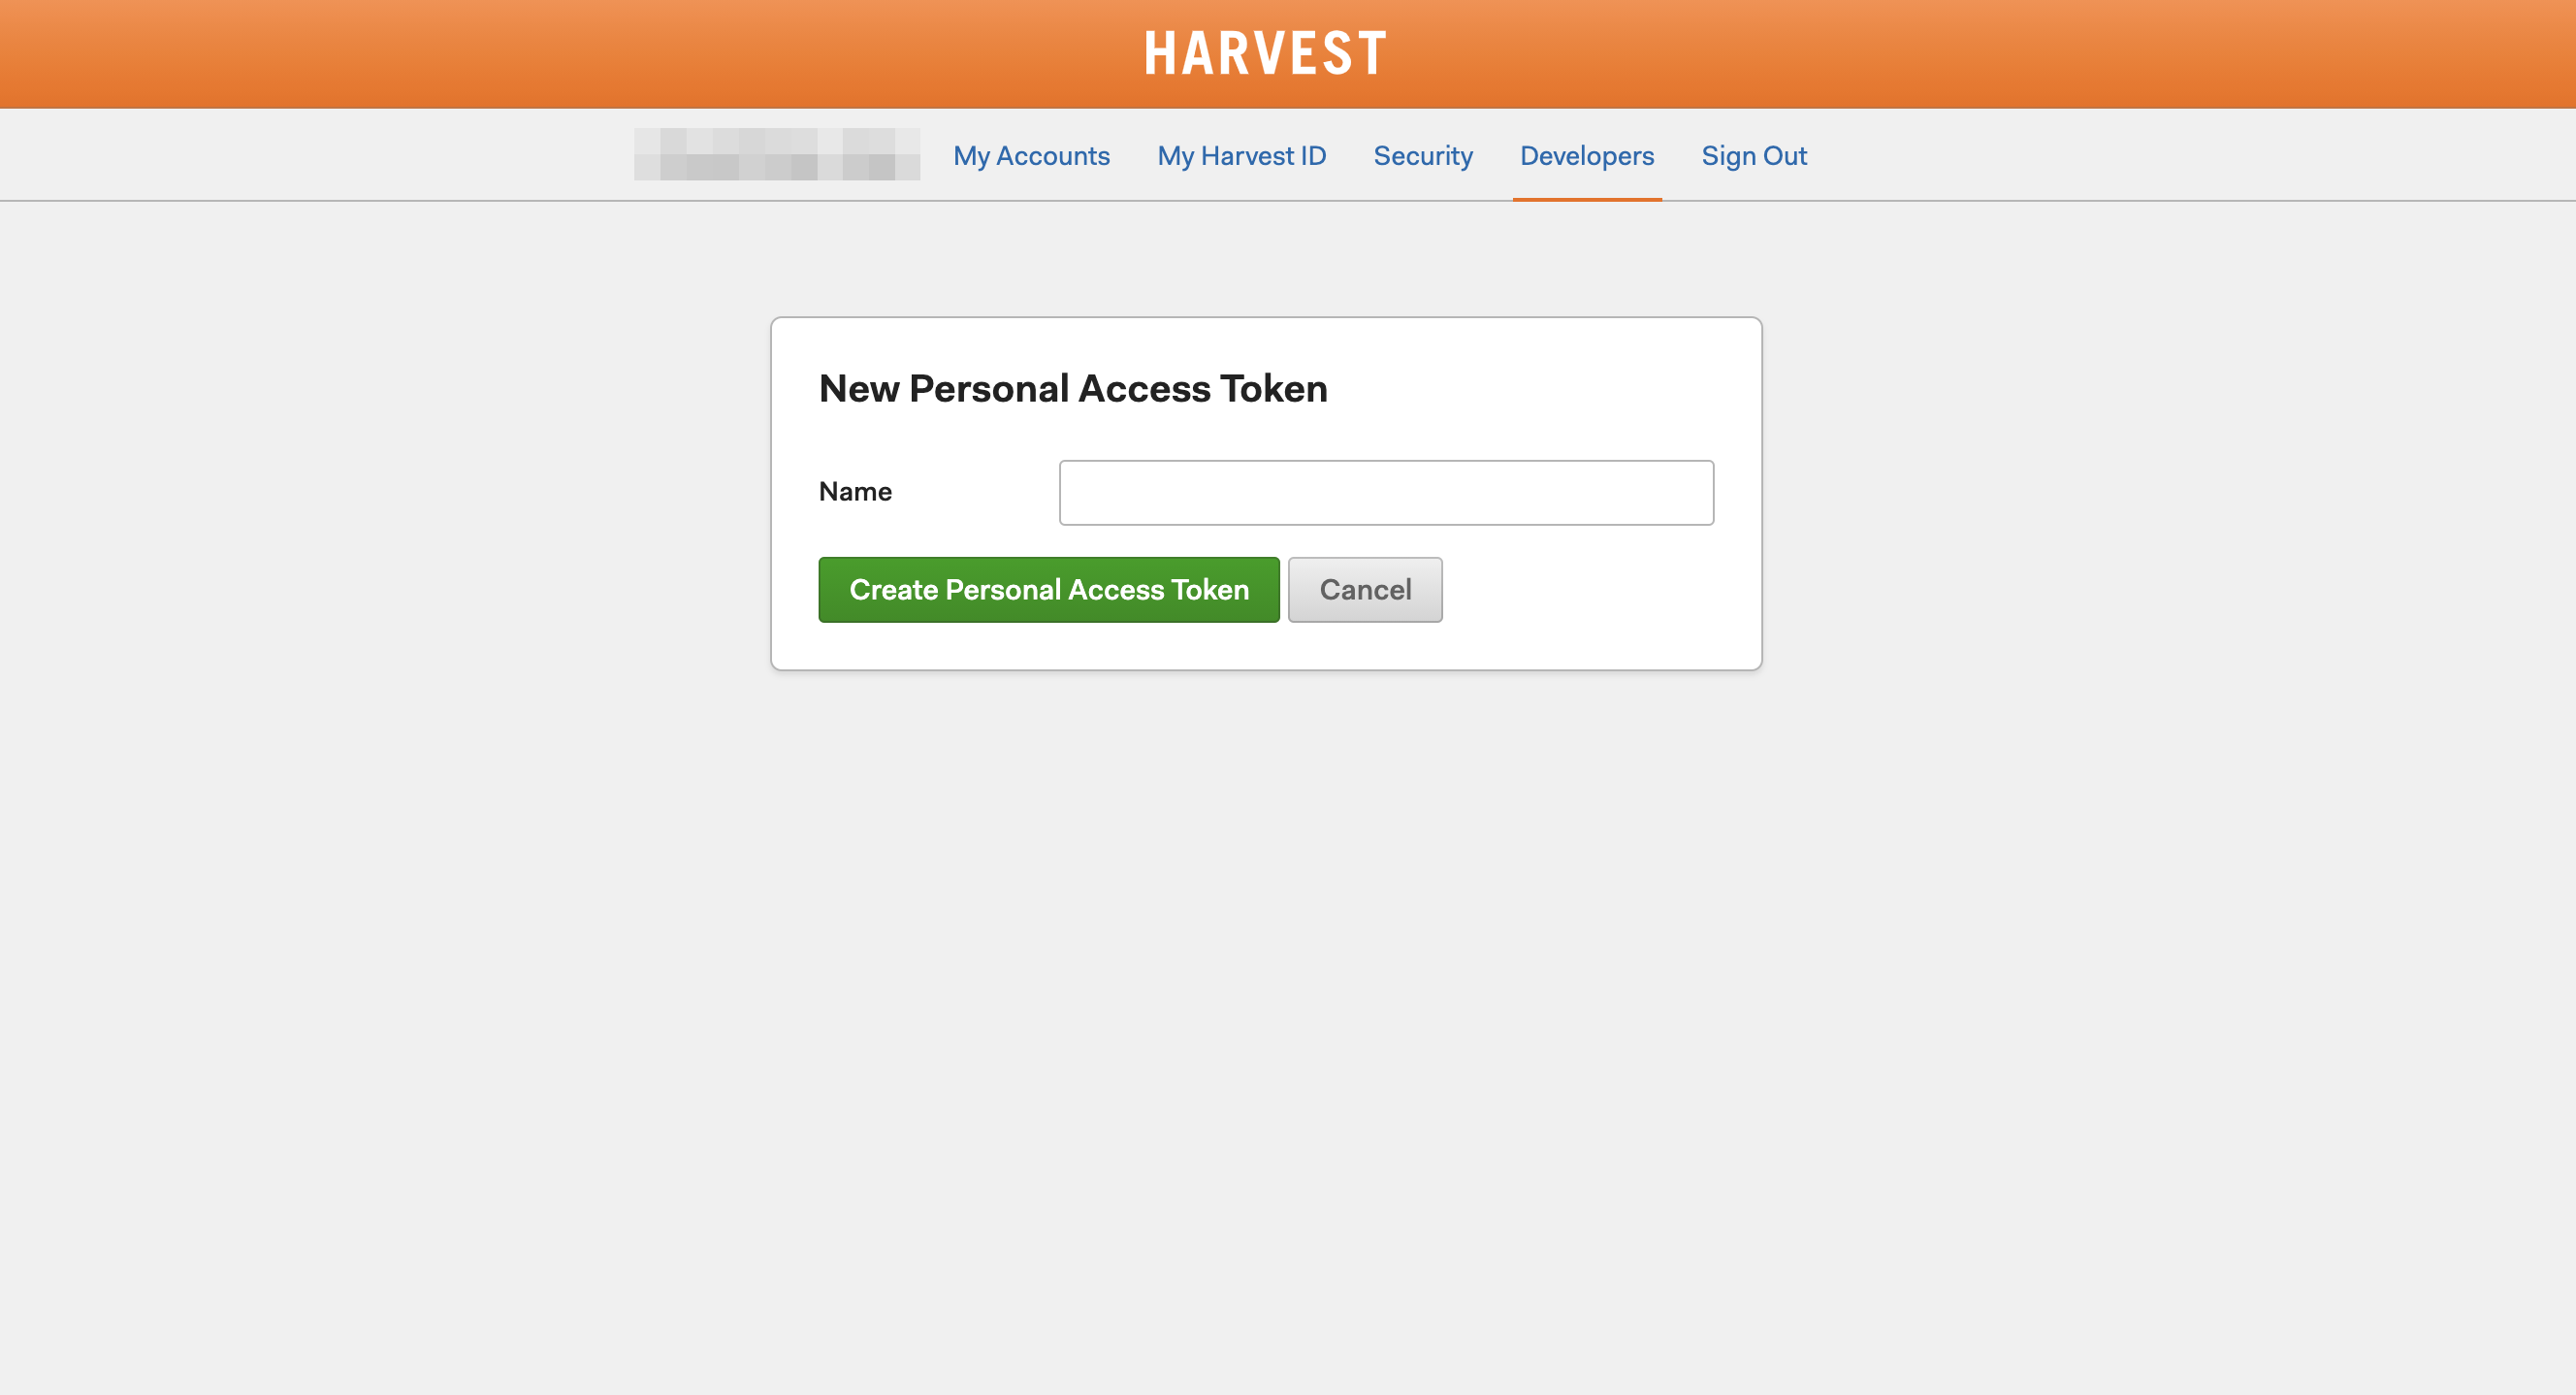 HARVEST
My Accounts My Harvest ID Security Developers Sign Out
New Personal Access Token
Name
Create Personal Access Token Cancel